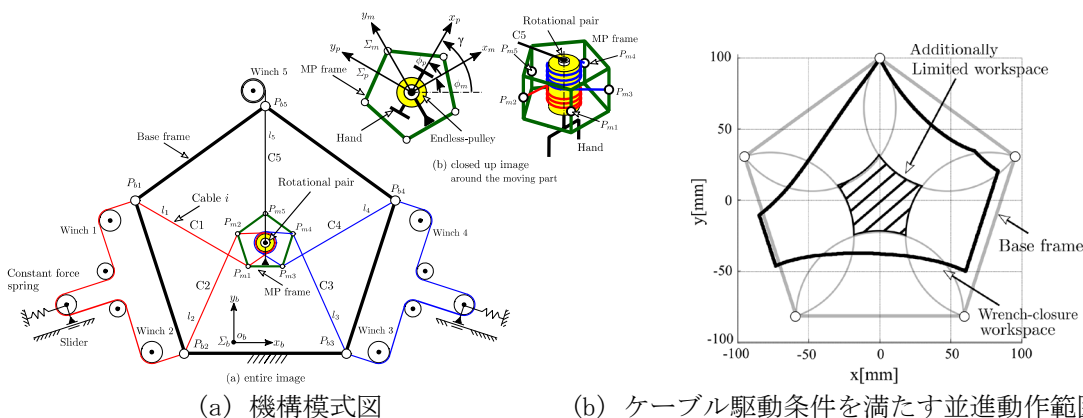 Winch 5
P_b5
Base frame
P_b1
l_5
C5
Cable i
l_1
C1
Rotational pair
P_b4
l_4
C4
Winch 1
P_m2
P_m5
P_m4
Winch 4
P_m1
P_m3
MP frame
Constant force
spring
C2
C3
l_2
l_3
Slider
Winch 2
P_b2
y_b
Σ_b
o_b
x_b
P_b3
Winch 3
(a) entire image
y_m
x_p
Σ_m
γ
y_p
x_m
MP frame
Σ_p
ϕ_p
ϕ_m
Hand
Endless-pulley
(b) closed up image
around the moving part
Rotational pair
C5
MP frame
P_m5
P_m4
P_m2
P_m3
P_m1
Hand
(a) 機構模式図
Additionally
Limited workspace
100
50
0
-50
100
y[mm]
-100
-50
0
50
100
x[mm]
Base frame
Wrench-closure
workspace
(b) ケーブル駆動条件を満たす並進動作範囲